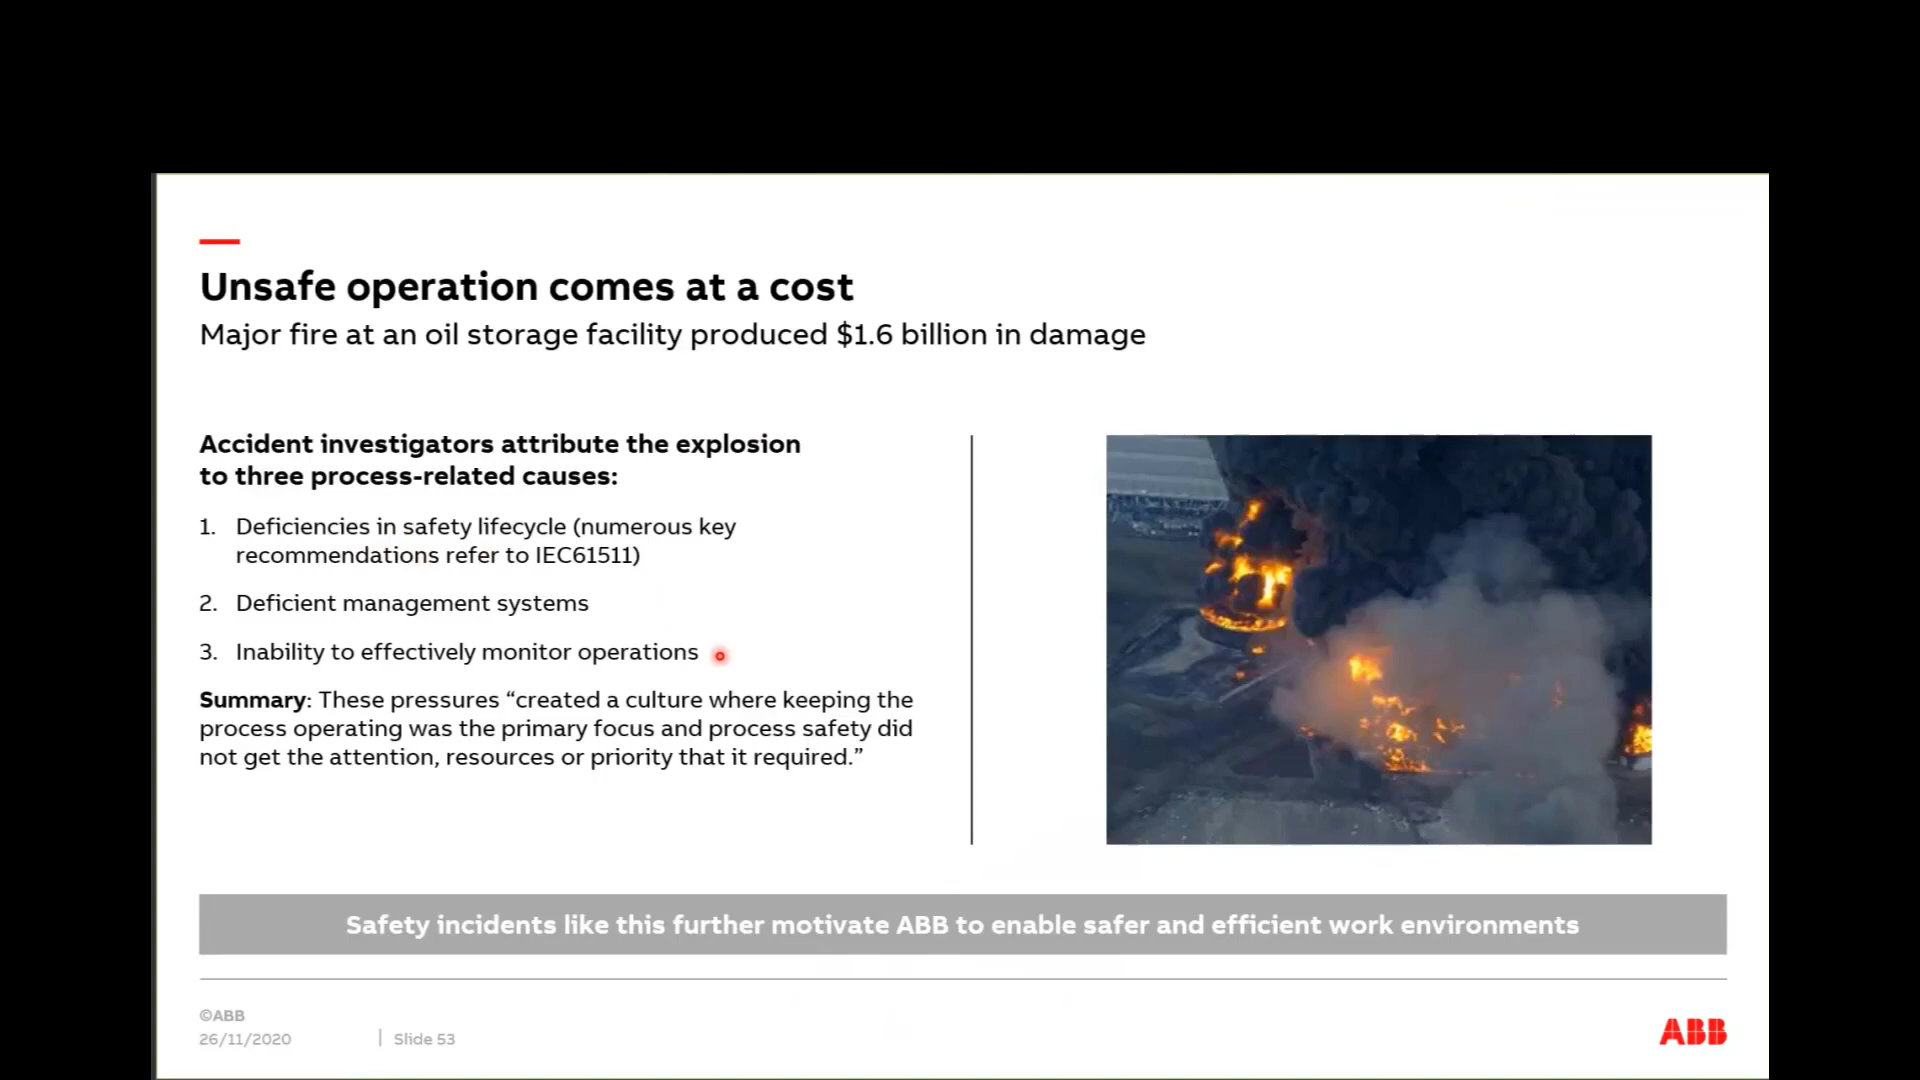 Unsafe operation comes at a cost
Major fire at an oil storage facility produced $1.6 billion in damage
Accident investigators attribute the explosion
to three process-related causes:
1. Deficiencies in safety lifecycle (numerous key
recommendations refer to IEC61511)
2. Deficient management systems
3. Inability to effectively monitor operations
Summary: These pressures “created a culture where keeping the
process operating was the primary focus and process safety did
not get the attention, resources or priority that it required.”
Safety incidents like this further motivate ABB to enable safer and efficient work environments
©ABB
26/11/2020 | Slide 53
ABB